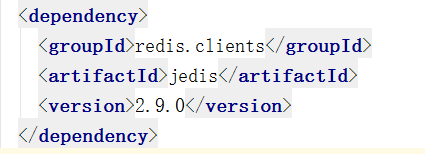 <dependency>
<groupId>redis.clients</groupId>
<artifactId>jedis</artifactId>
<version>2.9.0</version>
</dependency>